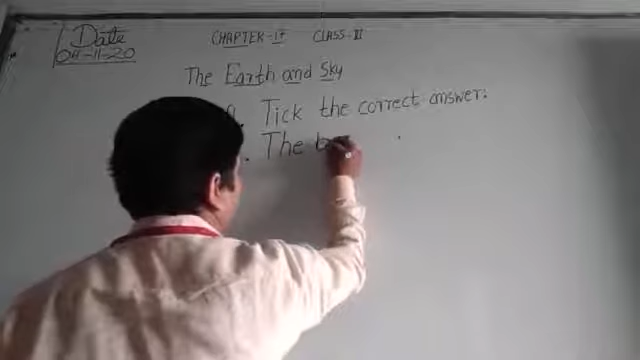 Date
04-11-20
CHAPTER-17 CLASS-II
The Earth and Sky
Tick the correct answer:
The